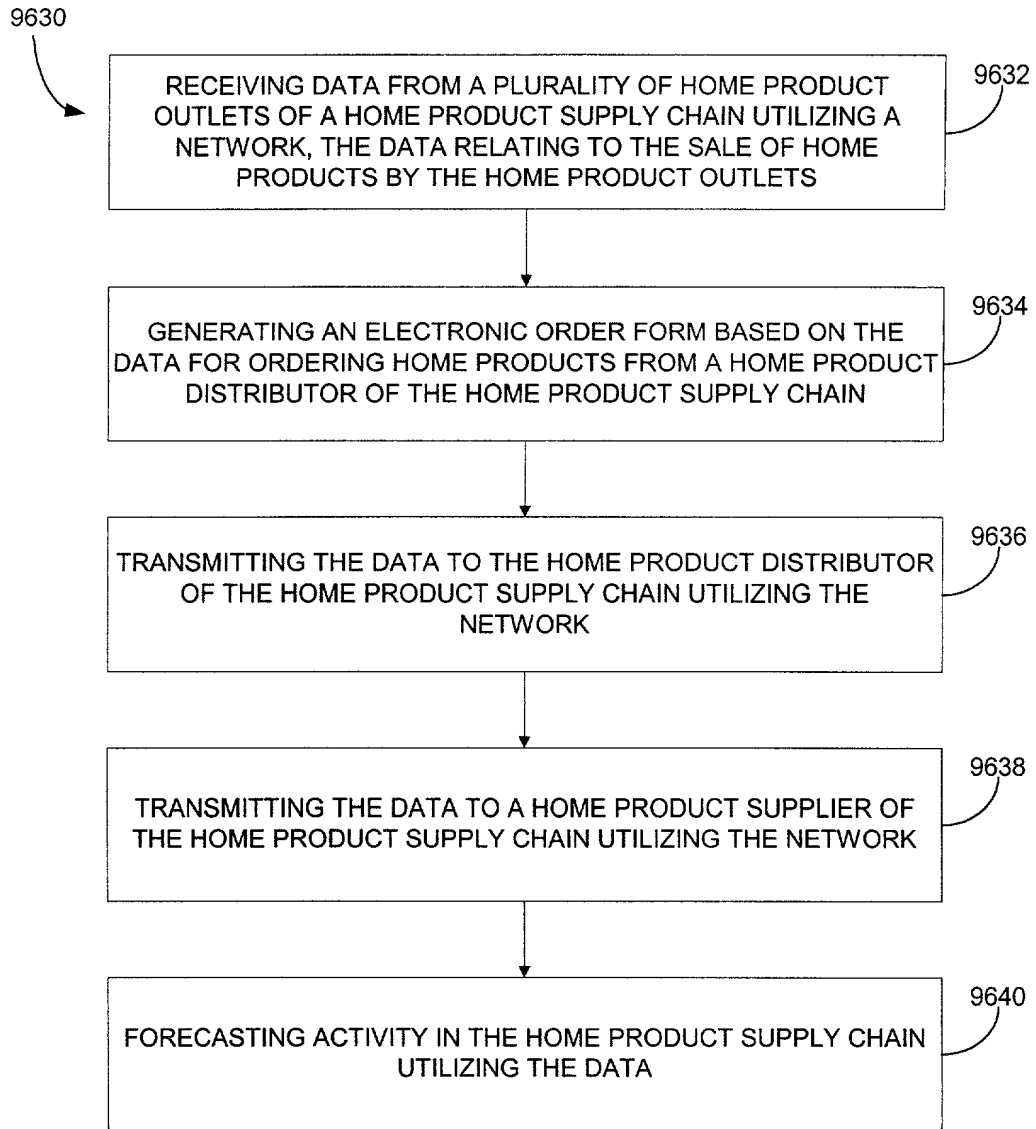 9630
RECEIVING DATA FROM A PLURALITY OF HOME PRODUCT
OUTLETS OF A HOME PRODUCT SUPPLY CHAIN UTILIZING A
NETWORK, THE DATA RELATING TO THE SALE OF HOME
PRODUCTS BY THE HOME PRODUCT OUTLETS
9632
GENERATING AN ELECTRONIC ORDER FORM BASED ON THE
DATA FOR ORDERING HOME PRODUCTS FROM A HOME PRODUCT
DISTRIBUTOR OF THE HOME PRODUCT SUPPLY CHAIN
9634
TRANSMITTING THE DATA TO THE HOME PRODUCT DISTRIBUTOR
OF THE HOME PRODUCT SUPPLY CHAIN UTILIZING THE
NETWORK
9636
TRANSMITTING THE DATA TO A HOME PRODUCT SUPPLIER OF
THE HOME PRODUCT SUPPLY CHAIN UTILIZING THE NETWORK
9638
FORECASTING ACTIVITY IN THE HOME PRODUCT SUPPLY CHAIN
UTILIZING THE DATA
9640